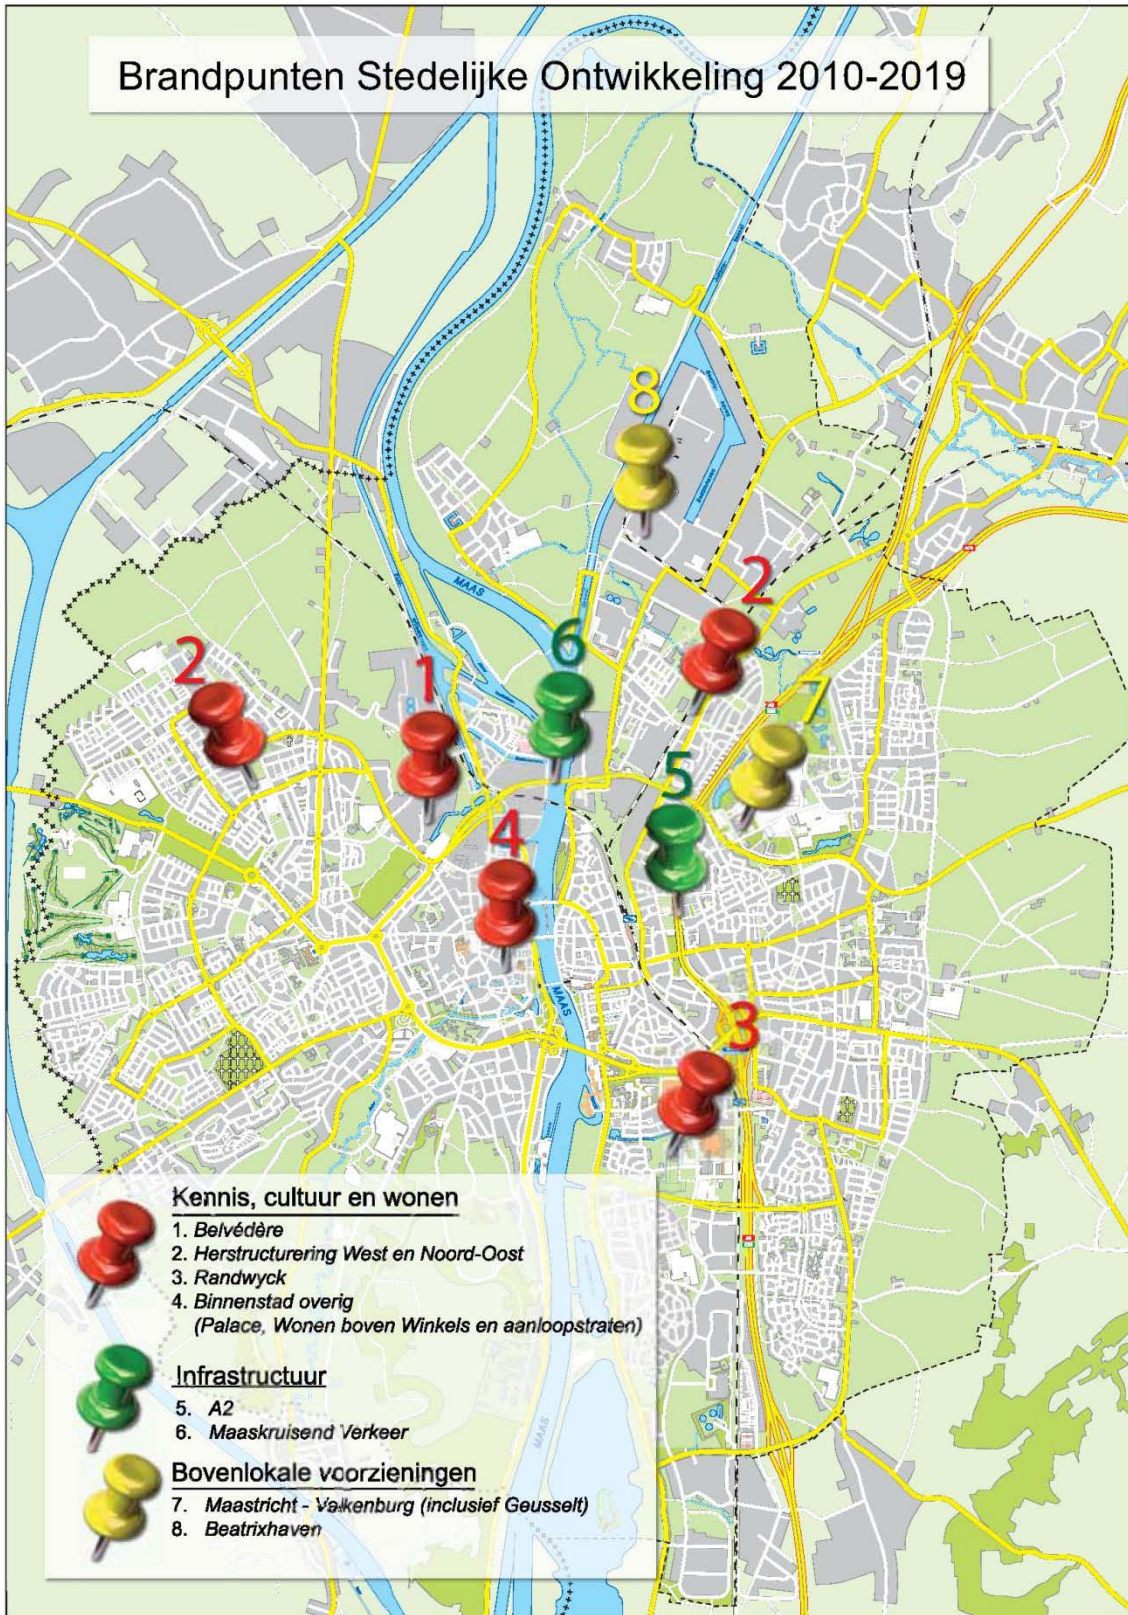 Brandpunten Stedelijke Ontwikkeling 2010-2019
8
MAAS
2
6
2
1
7
5
4
MAAS
3
Kennis, cultuur en wonen
1. Belvédère
2. Herstructurering West en Noord-Oost
3. Randwyck
4. Binnenstad overig
(Palace, Wonen boven Winkels en aanloopstraten)
Infrastructuur
5. A2
6. Maaskruisend Verkeer
Bovenlokale voorzieningen
7. Maastricht - Valkenburg (inclusief Geusselt)
8. Beatrixhaven
MAAS